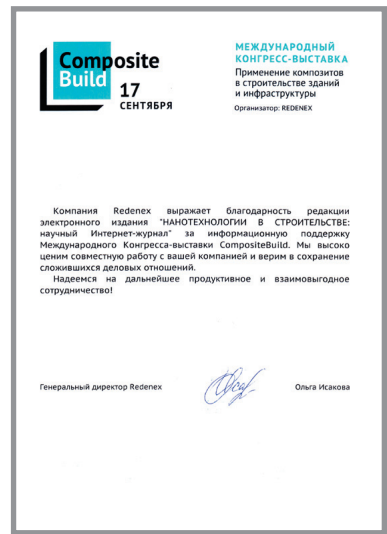 Composite
Build
17
СЕНТЯБРЯ
МЕЖДУНАРОДНЫЙ
КОНГРЕСС-ВЫСТАВКА
Применение композитов
в строительстве зданий
и инфраструктуры
Организатор: REDENEX
Компания Redenex выражает благодарность редакции
электронного издания "НАНОТЕХНОЛОГИИ В СТРОИТЕЛЬСТВЕ:
научный Интернет-журнал" за информационную поддержку
Международного Конгресса-выставки CompositeBuild. Мы высоко
ценим совместную работу с вашей компанией и верим в сохранение
сложившихся деловых отношений.
Надеемся на дальнейшее продуктивное и взаимовыгодное
сотрудничество!
Генеральный директор Redenex
Ольга Исакова